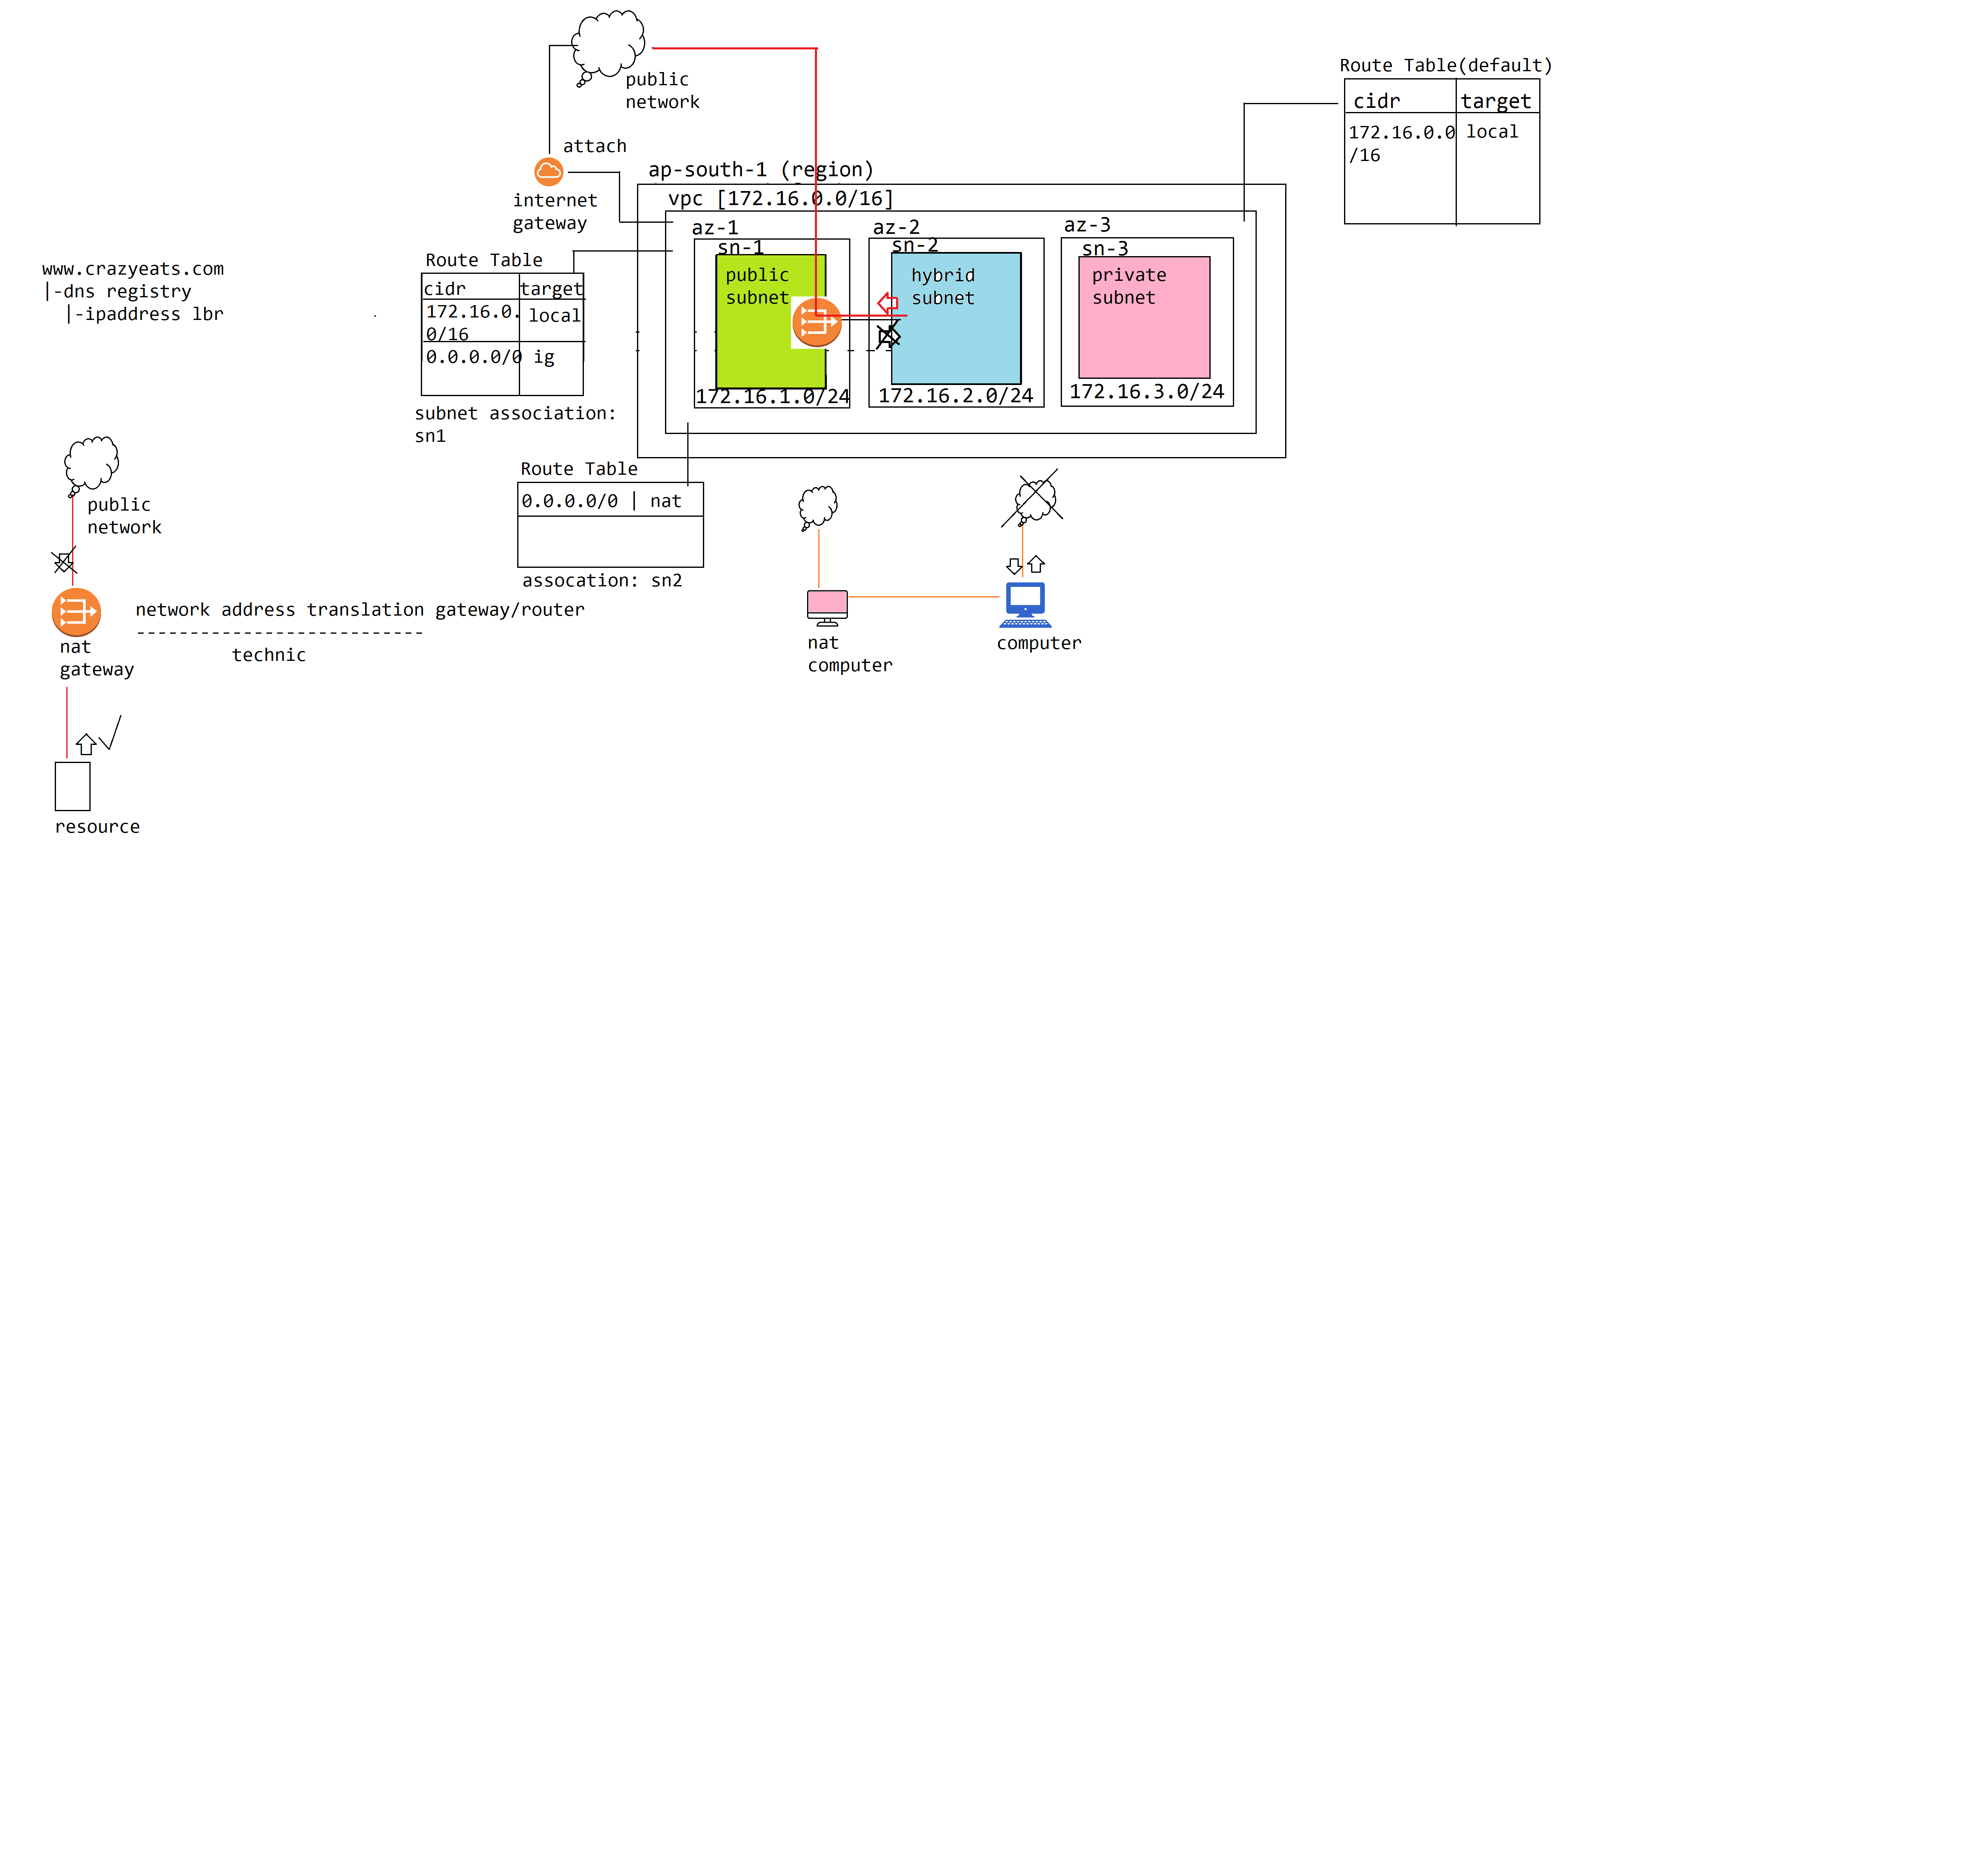 public
network
Route Table(default)
cidr
target
172.16.0.0
/16
local
attach
internet
gateway
ap-south-1 (region)
vpc [172.16.0.0/16]
az-1
sn-1
public
subnet
172.16.1.0/24
az-2
sn-2
hybrid
subnet
172.16.2.0/24
az-3
sn-3
private
subnet
172.16.3.0/24
www.crazyeats.com
|-dns registry
|-ipaddress lbr
Route Table
cidr
target
172.16.0.
0/16
local
0.0.0.0/0
ig
subnet association:
sn1
Route Table
0.0.0.0/0 | nat
assocation: sn2
public
network
nat
gateway
network address translation gateway/router
---------------------------
technic
resource
nat
computer
computer